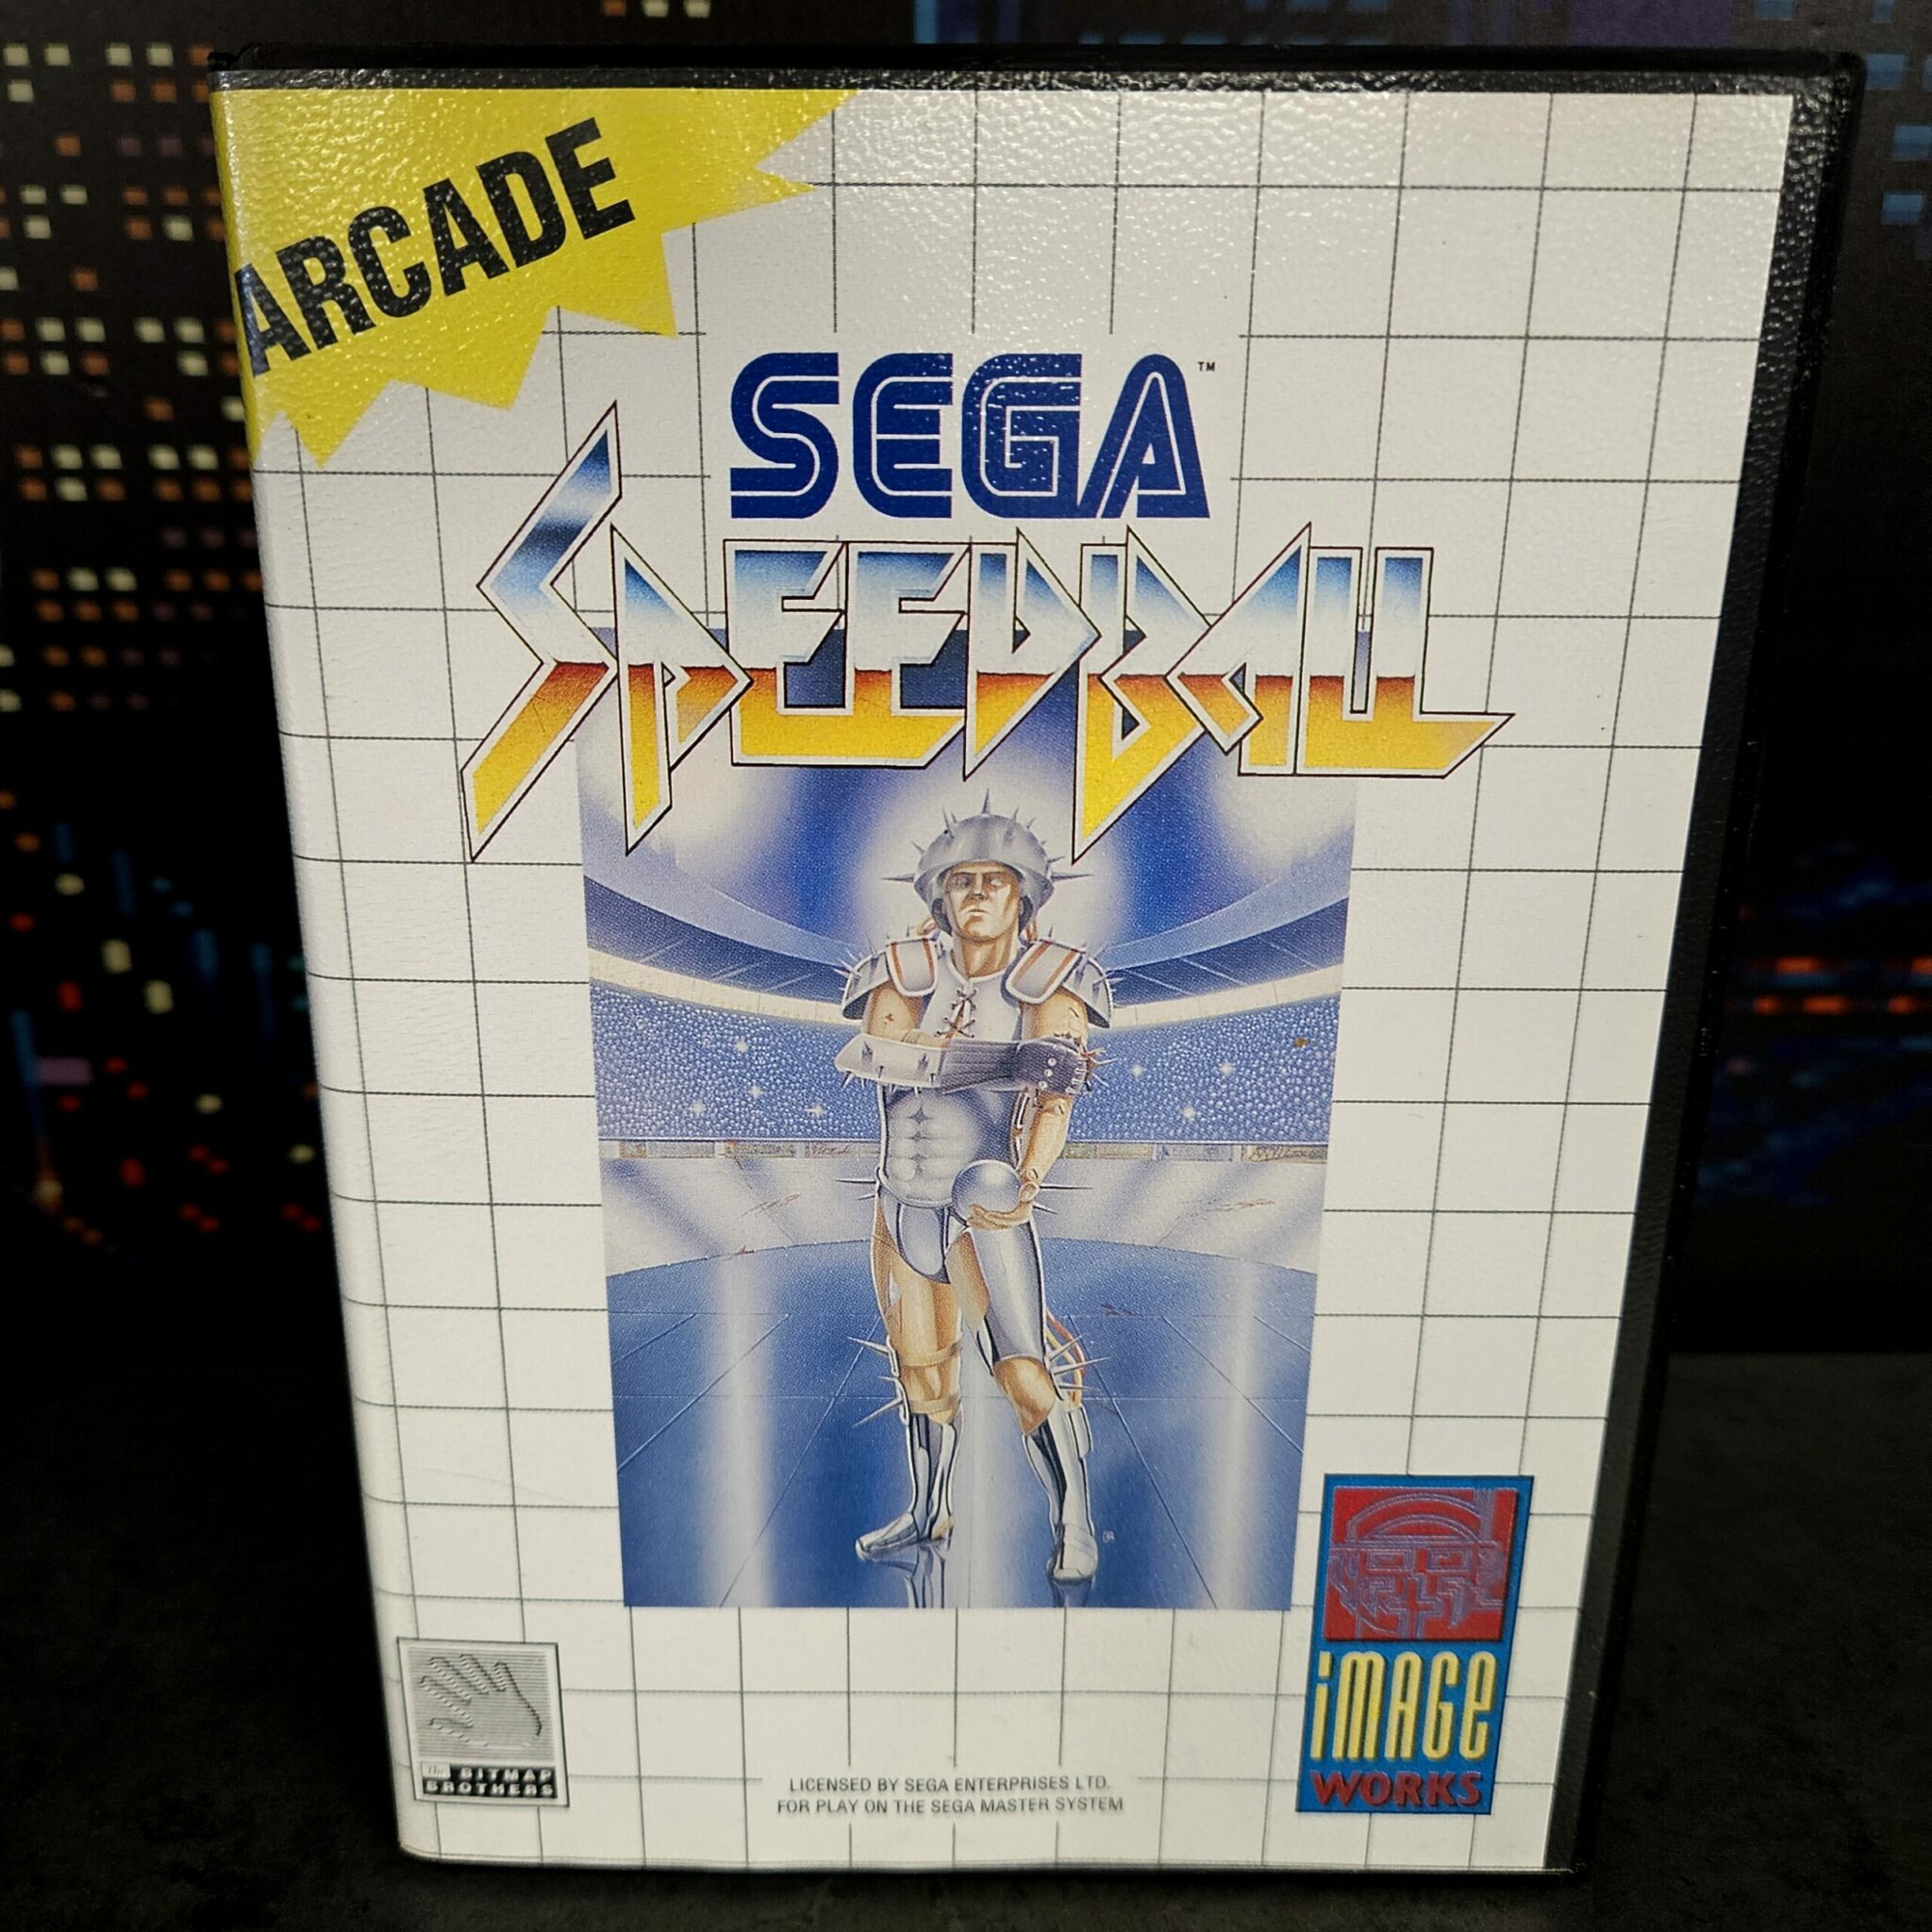 ARCADE
SEGA™
SPEEDBALL
The BITMAP
BROTHERS
LICENSED BY SEGA ENTERPRISES LTD.
FOR PLAY ON THE SEGA MASTER SYSTEM
iMAGE
WORKS